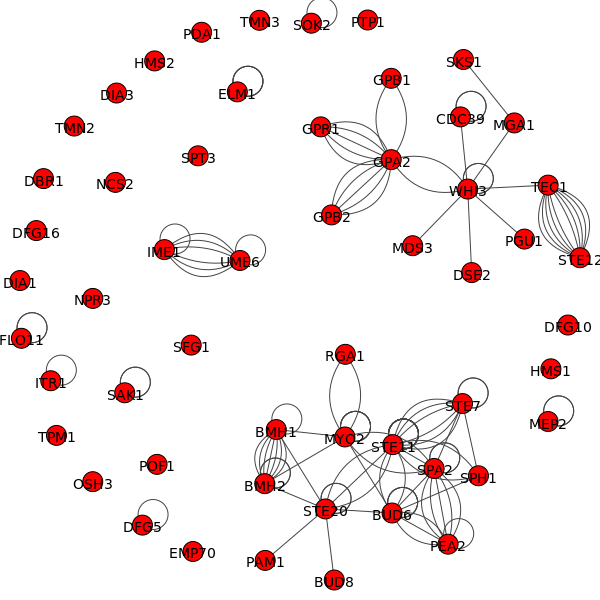 TMN3
SOK2
PTP1
PDA1
HMS2
SKS1
GPB1
DIA3
ELM1
CDC39
MGA1
TMN2
GPR1
SPT3
GPA2
DBR1
NCS2
WHI3
TEC1
GPB2
DFG16
PGU1
MDS3
IME1
UME6
STE12
DSE2
DIA1
NPR3
DFG10
FLO11
SFG1
RGA1
HMS1
ITR1
SAK1
STE7
MEP2
TPM1
BMH1
MYO2
STE11
POF1
SPA2
OSH3
BMH2
SPH1
STE20
BUD6
DFG5
PEA2
EMP70
PAM1
BUD8